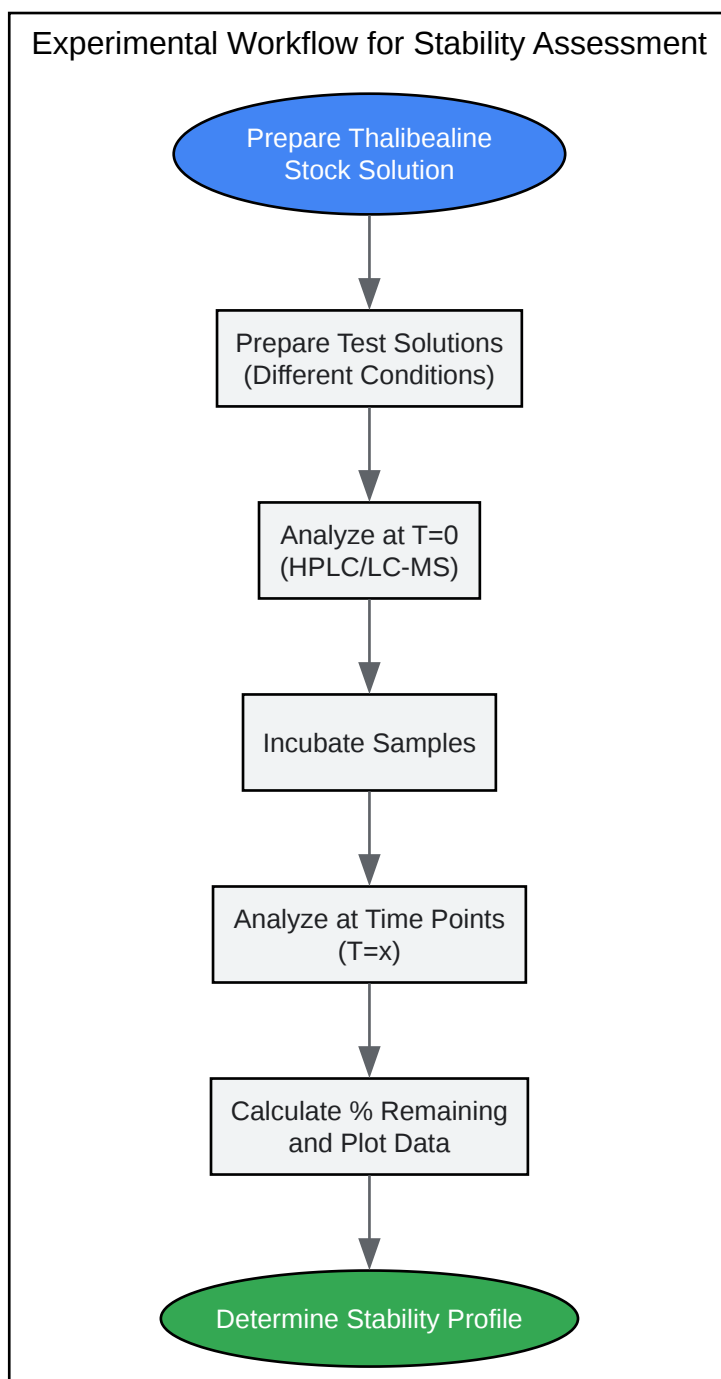 Experimental Workflow for Stability Assessment
Prepare Thalibealine
Stock Solution
Prepare Test Solutions
(Different Conditions)
Analyze at T=0
(HPLC/LC-MS)
Incubate Samples
Analyze at Time Points
(T=x)
Calculate % Remaining
and Plot Data
Determine Stability Profile